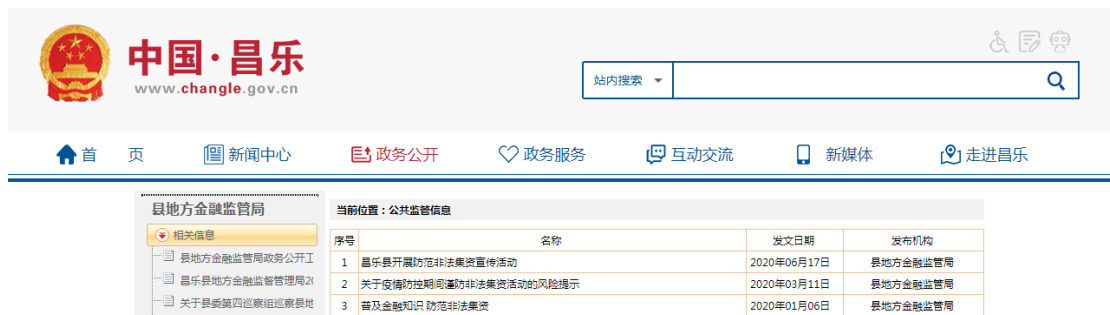 中国·昌乐
www.changle.gov.cn
站内搜索
首 页 新闻中心 政务公开 政务服务 互动交流 新媒体 走进昌乐
县地方金融监管局
相关信息
县地方金融监管局政务公开工
昌乐县地方金融监督管理局20
关于县委第四巡察组巡察县地
当前位置：公共监管信息
序号 名称 发文日期 发布机构
1 昌乐县开展防范非法集资宣传活动 2020年06月17日 县地方金融监管局
2 关于疫情防控期间谨防非法集资活动的风险提示 2020年03月11日 县地方金融监管局
3 普及金融知识 防范非法集资 2020年01月06日 县地方金融监管局